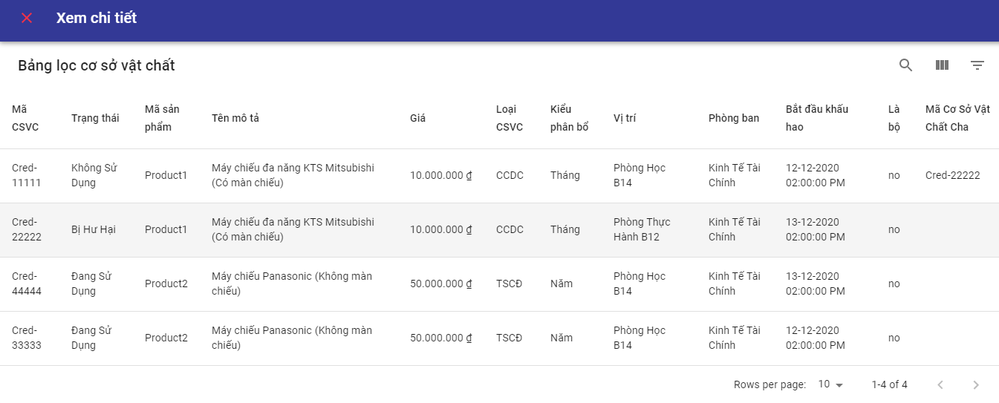 Xem chi tiết
Bảng lọc cơ sở vật chất
Mã CSVC
Trạng thái
Mã sản phẩm
Tên mô tả
Giá
Loại CSVC
Kiểu phân bổ
Vị trí
Phòng ban
Bắt đầu khấu hao
Là bộ
Mã Cơ Sở Vật Chất Cha
Cred-11111
Không Sử Dụng
Product1
Máy chiếu đa năng KTS Mitsubishi (Có màn chiếu)
10.000.000 ₫
CCDC
Tháng
Phòng Học B14
Kinh Tế Tài Chính
12-12-2020 02:00:00 PM
no
Cred-22222
Cred-22222
Bị Hư Hại
Product1
Máy chiếu đa năng KTS Mitsubishi (Có màn chiếu)
10.000.000 ₫
CCDC
Tháng
Phòng Thực Hành B12
Kinh Tế Tài Chính
13-12-2020 02:00:00 PM
no
Cred-44444
Đang Sử Dụng
Product2
Máy chiếu Panasonic (Không màn chiếu)
50.000.000 ₫
TSCĐ
Năm
Phòng Học B14
Kinh Tế Tài Chính
13-12-2020 02:00:00 PM
no
Cred-33333
Đang Sử Dụng
Product2
Máy chiếu Panasonic (Không màn chiếu)
50.000.000 ₫
TSCĐ
Năm
Phòng Học B14
Kinh Tế Tài Chính
12-12-2020 02:00:00 PM
no
Rows per page: 10 1-4 of 4